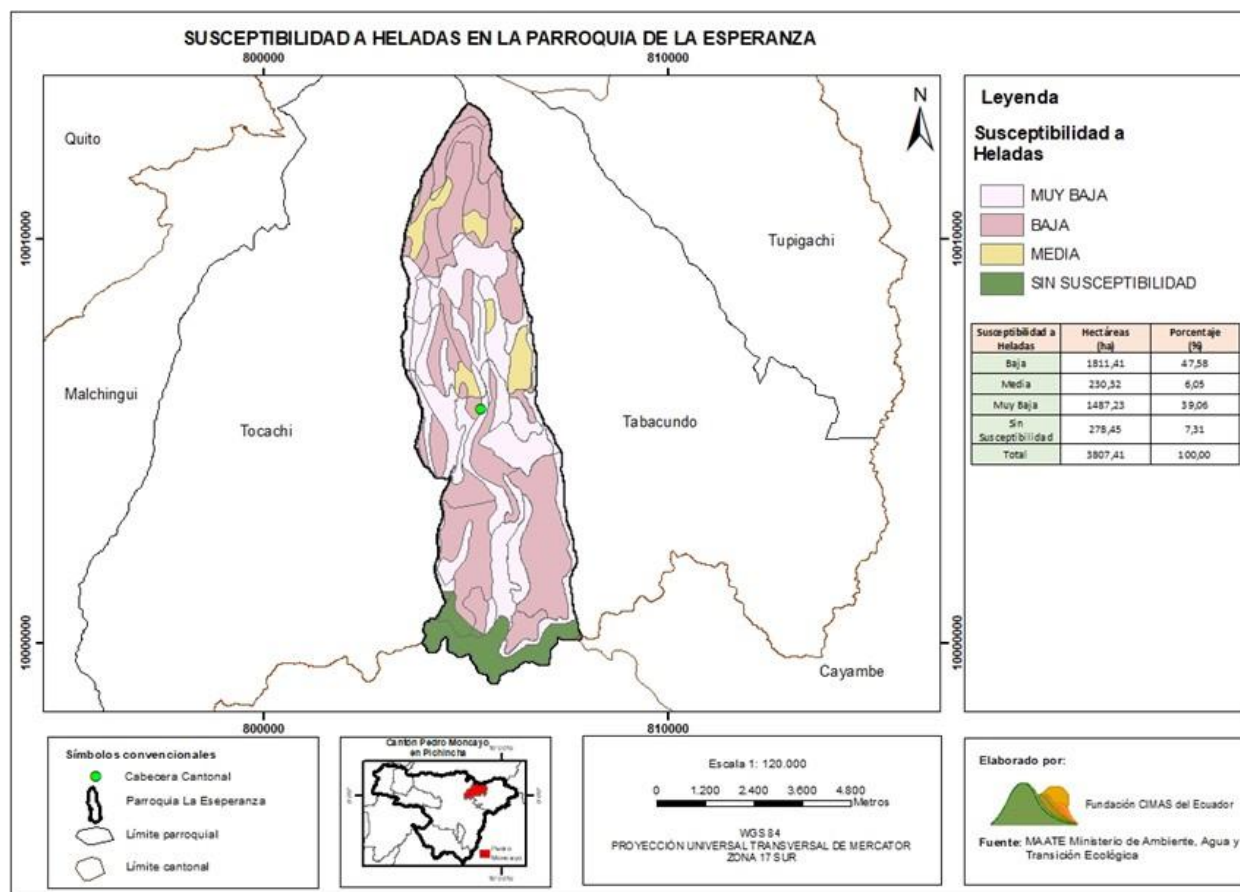 SUSCEPTIBILIDAD A HELADAS EN LA PARROQUIA DE LA ESPERANZA
800000
810000
N
Quito
10010000
10010000
Tupigachi
Malchingui
Tocachi
Tabacundo
10000000
10000000
Cayambe
800000
810000
Leyenda
Susceptibilidad a
Heladas
MUY BAJA
BAJA
MEDIA
SIN SUSCEPTIBILIDAD
Susceptibilidad a Heladas Hectáreas (ha) Porcentaje (%)
Baja 1811,41 47,58
Media 230,32 6,05
Muy Baja 1487,23 39,06
Sin Susceptibilidad 278,45 7,31
Total 3807,41 100,00
Símbolos convencionales
Cabecera Cantonal
Parroquia La Eseperanza
Límite parroquial
Límite cantonal
Cantón Pedro Moncayo
en Pichincha
Pedro
Moncayo
Escala 1: 120.000
0 1.200 2.400 3.600 4.800
Metros
WGS 84
PROYECCIÓN UNIVERSAL TRANSVERSAL DE MERCATOR
ZONA 17 SUR
Elaborado por:
Fundación CIMAS del Ecuador
Fuente: MAATE Ministerio de Ambiente, Agua y
Transición Ecológica